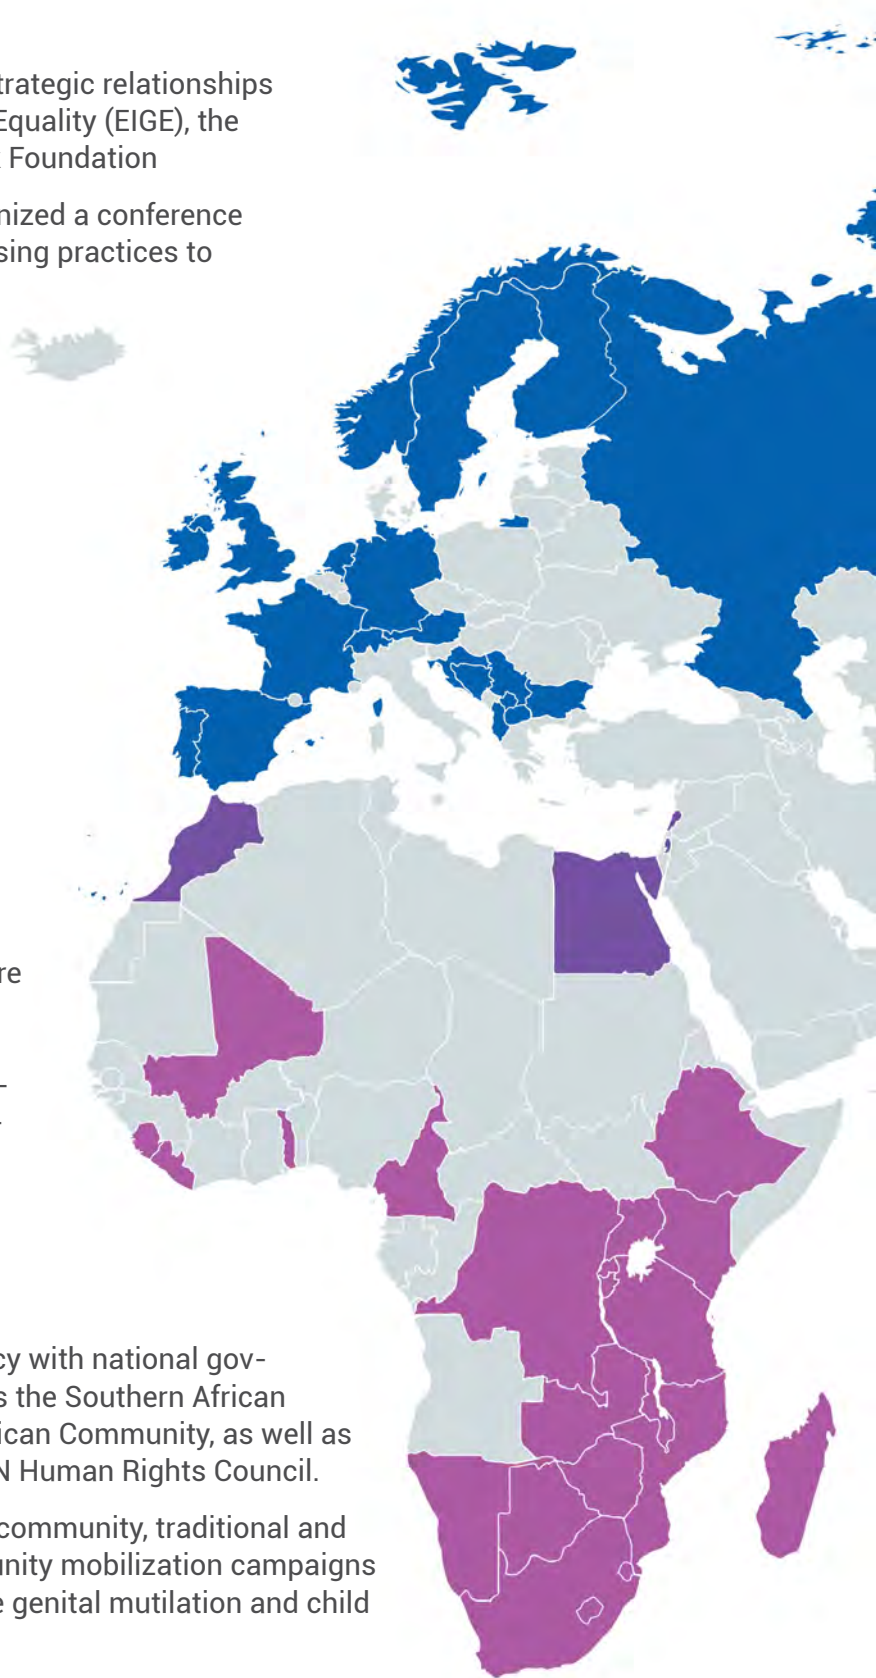 trategic relationships
Equality (EIGE), the
Foundation
nized a conference
sing practices to
re
-
cy with national gov-
s the Southern African
ican Community, as well as
N Human Rights Council.
community, traditional and
unity mobilization campaigns
e genital mutilation and child